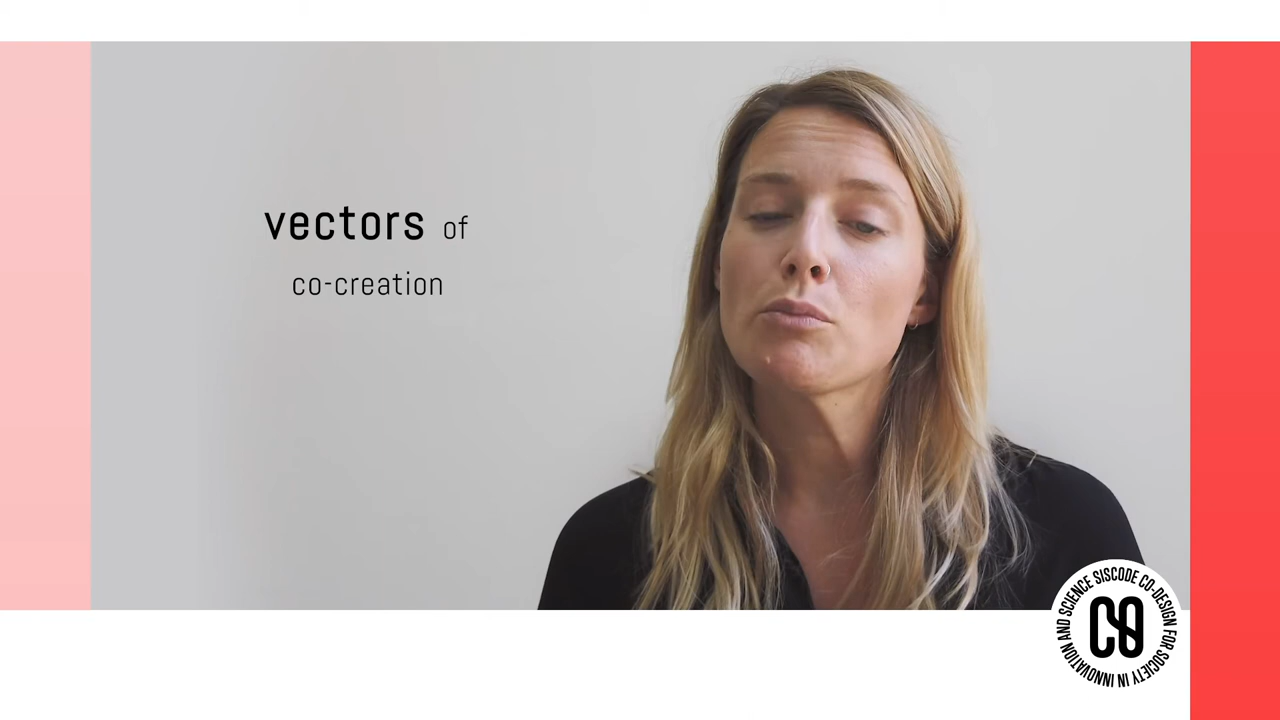 vectors of
co-creation
SISCODE CO-DESIGN FOR SOCIETY IN INNOVATION AND SCIENCE
CO